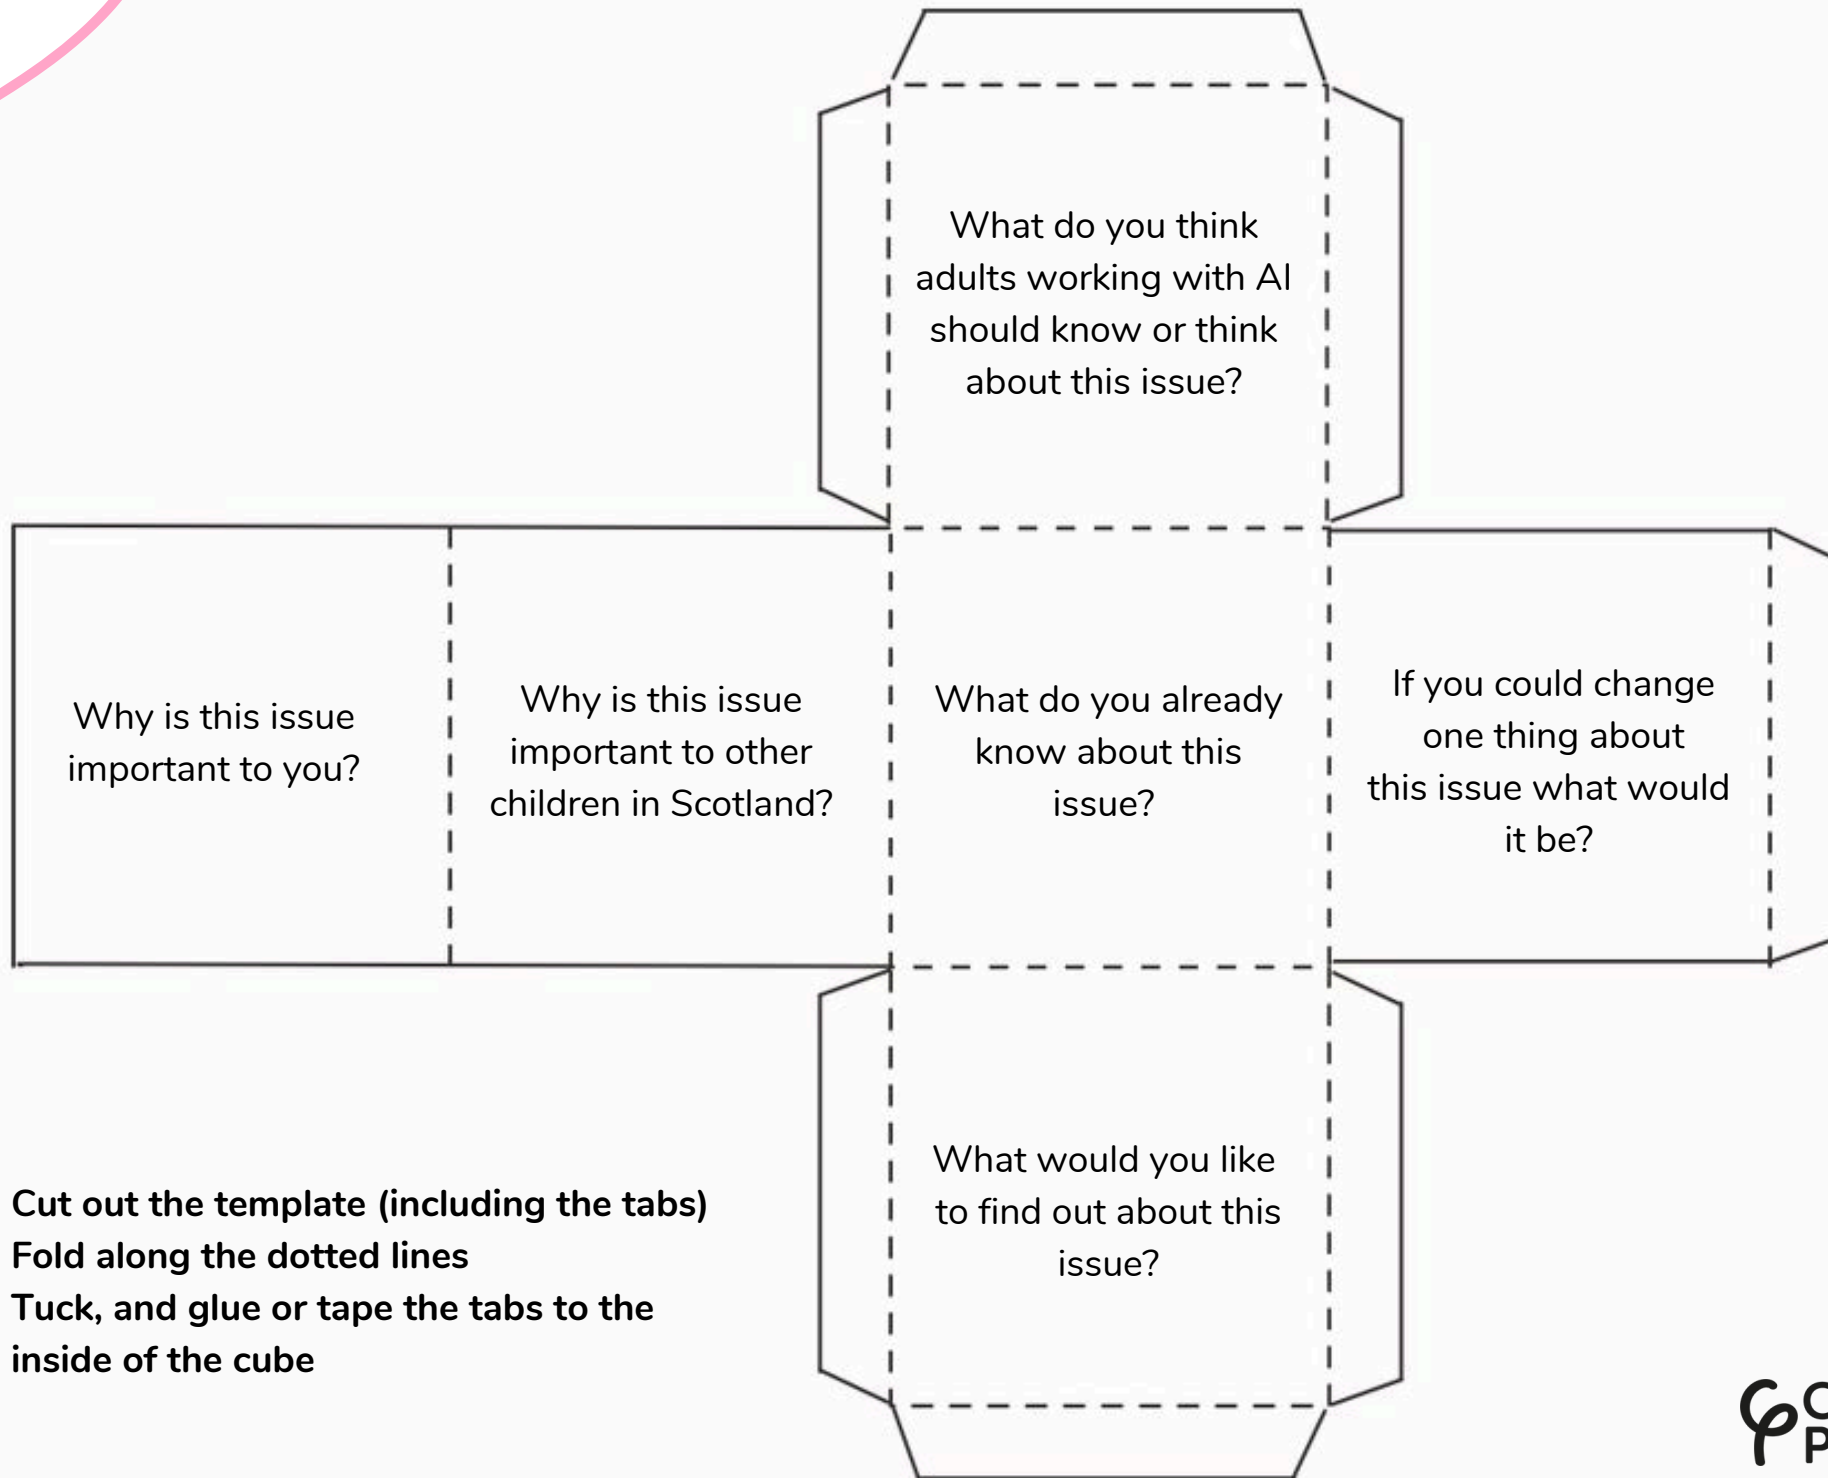 What do you think
adults working with AI
should know or think
about this issue?
Why is this issue
important to you?
Why is this issue
important to other
children in Scotland?
What do you already
know about this
issue?
If you could change
one thing about
this issue what would
it be?
What would you like
to find out about this
issue?
Cut out the template (including the tabs)
Fold along the dotted lines
Tuck, and glue or tape the tabs to the
inside of the cube